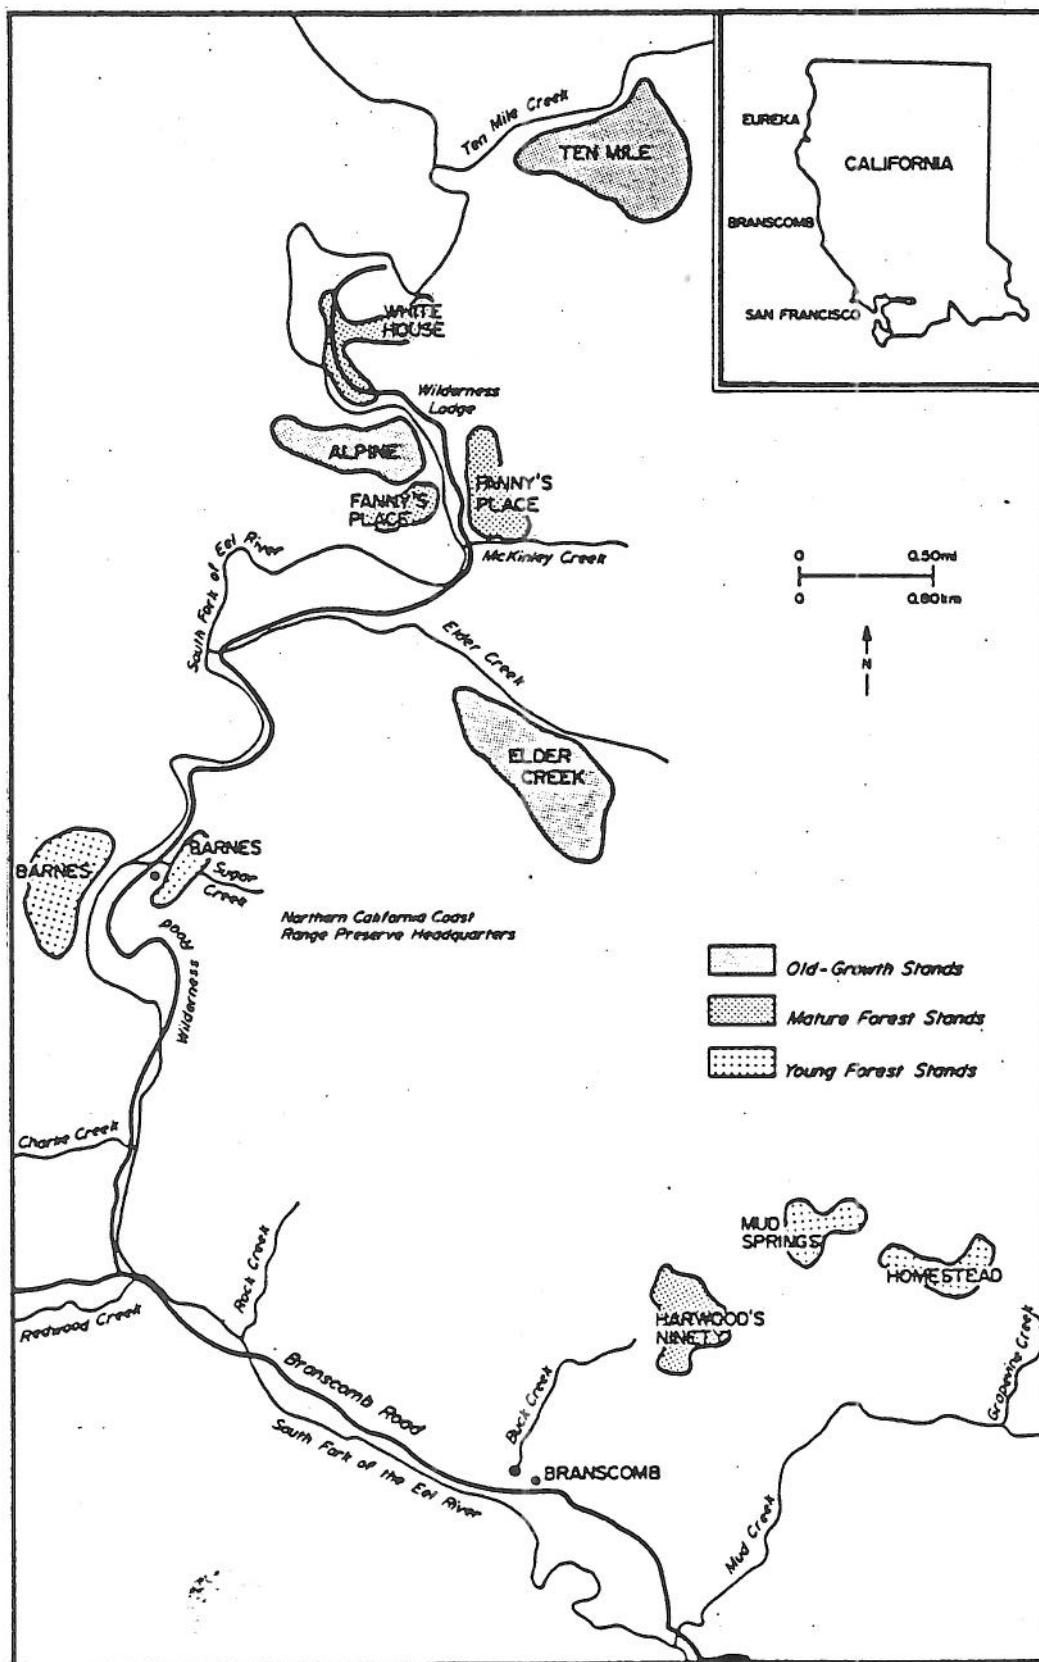 Ten Mile Creek
TEN MILE
EUREKA
CALIFORNIA
BRANSCOMB
SAN FRANCISCO
WHITE
HOUSE
Wilderness
Lodge
ALPINE
FANNY'S
PLACE
FANNY'S
PLACE
McKinley Creek
South Fork of Eel River
0 0.50mi
0 0.80km
N
Elder Creek
ELDER
CREEK
BARNES
BARNES
Sugar
Creek
Northern California Coast
Range Preserve Headquarters
Wilderness Road
Old-Growth Stands
Mature Forest Stands
Young Forest Stands
Charlie Creek
Redwood Creek
Rock Creek
MUD
SPRINGS
HOMESTEAD
HARWOOD'S
NINETY
Grapevine Creek
Branscomb Road
South Fork of the Eel River
Buck Creek
BRANSCOMB
Mud Creek